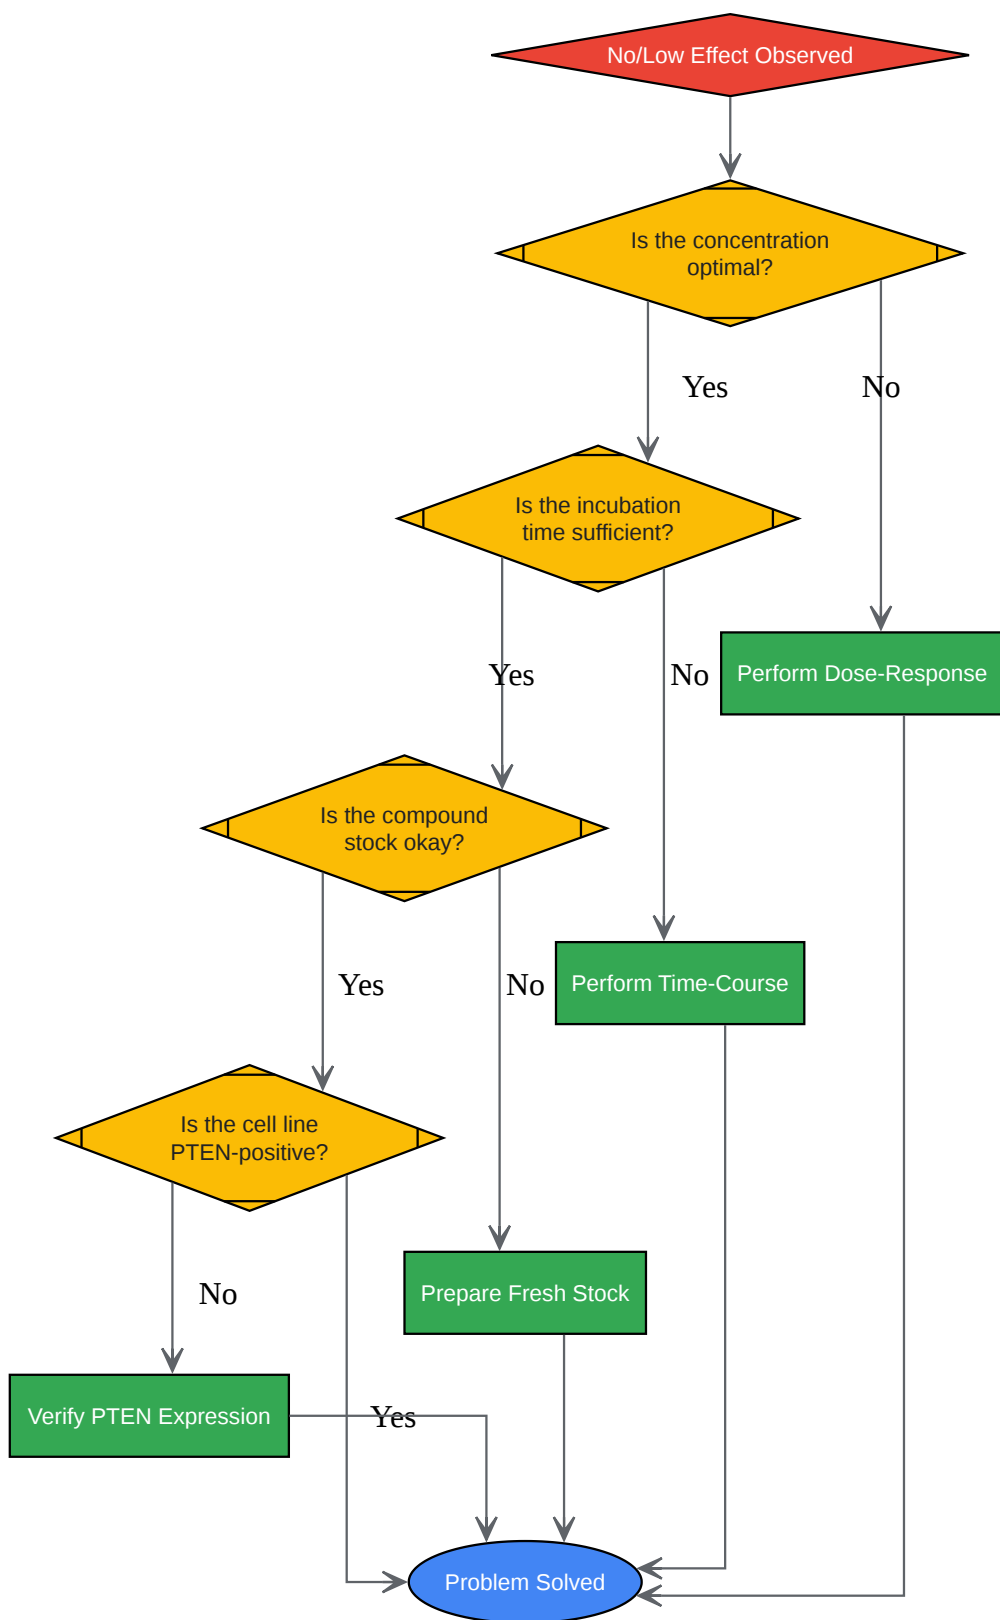 No/Low Effect Observed
Is the concentration
optimal?
Yes
No
Is the incubation
time sufficient?
Yes
No
Perform Dose-Response
Is the compound
stock okay?
Yes
No
Perform Time-Course
Is the cell line
PTEN-positive?
No
Prepare Fresh Stock
Verify PTEN Expression
Yes
Problem Solved